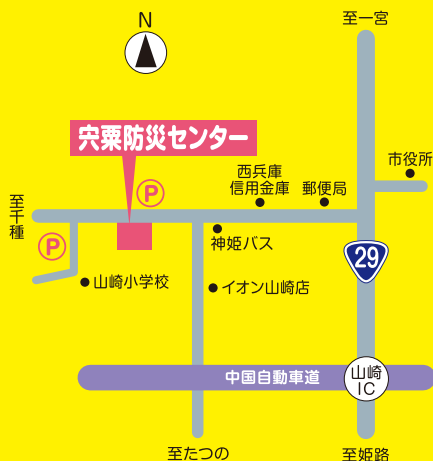 N
至一宮
宍粟防災センター
市役所
西兵庫
信用金庫
郵便局
P
至千種
神姫バス
P
29
山崎小学校
イオン山崎店
中国自動車道
山崎
IC
至たつの
至姫路